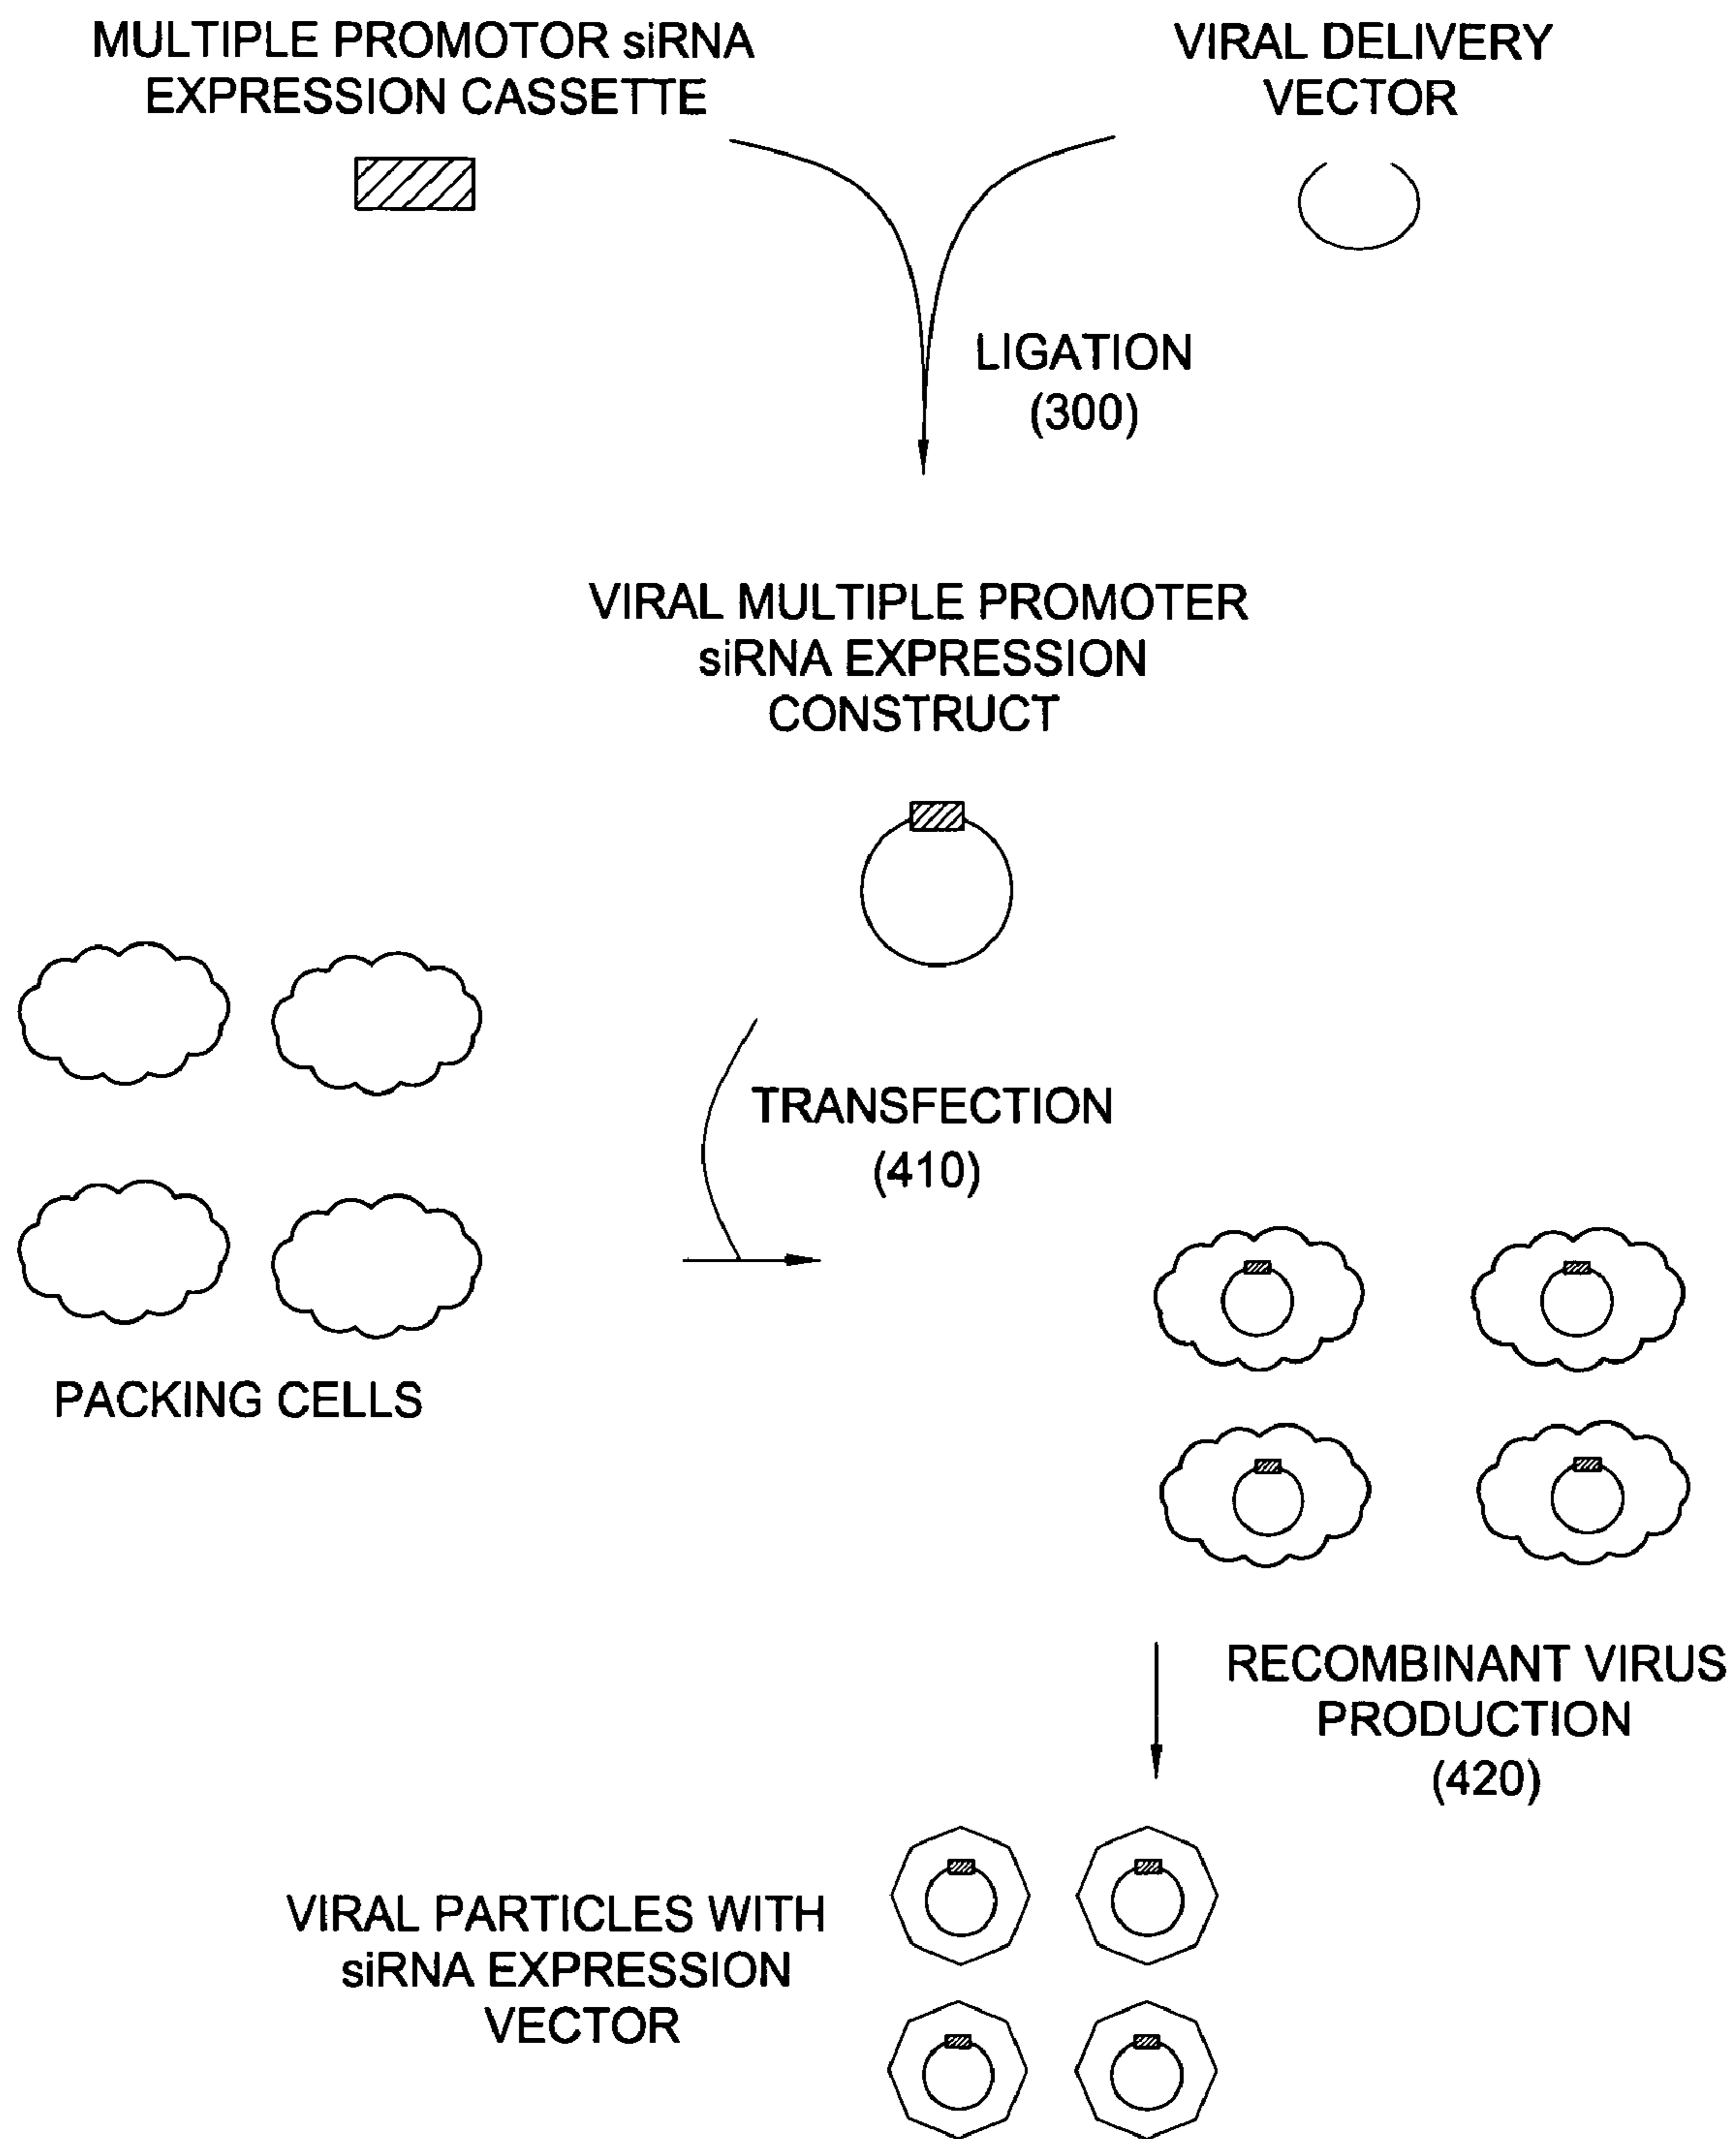 MULTIPLE PROMOTOR siRNA
EXPRESSION CASSETTE
VIRAL DELIVERY
VECTOR
LIGATION
(300)
VIRAL MULTIPLE PROMOTER
siRNA EXPRESSION
CONSTRUCT
TRANSFECTION
(410)
PACKING CELLS
RECOMBINANT VIRUS
PRODUCTION
(420)
VIRAL PARTICLES WITH
siRNA EXPRESSION
VECTOR